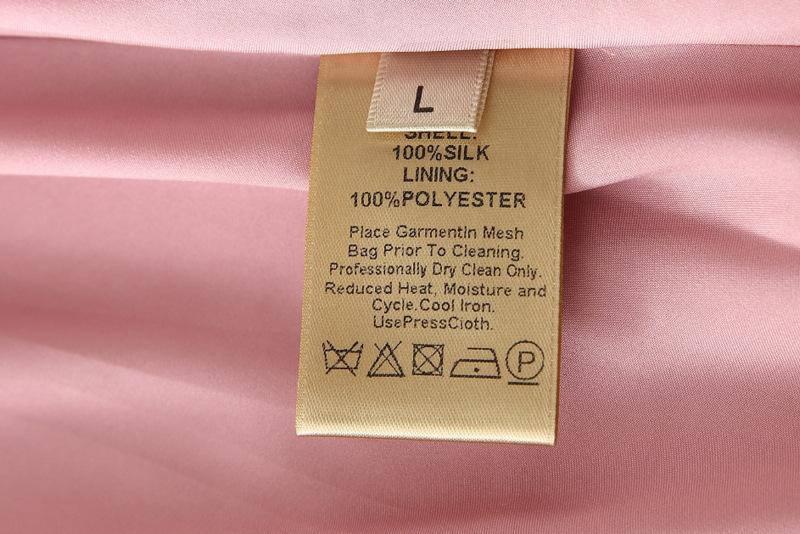 L
SHELL:
100%SILK
LINING:
100%POLYESTER
Place GarmentIn Mesh
Bag Prior To Cleaning.
Professionally Dry Clean Only.
Reduced Heat, Moisture and
Cycle.Cool Iron.
UsePressCloth.
P